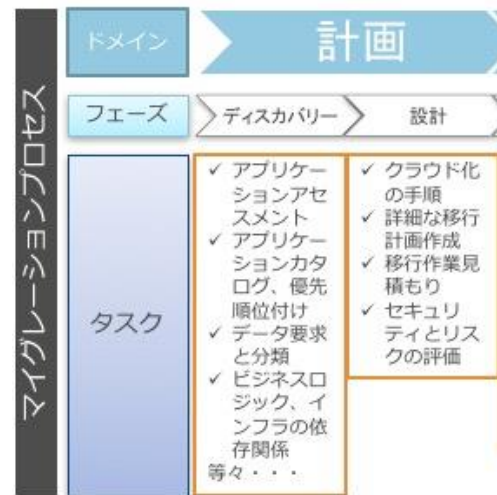 マイグレーションプロセス
ドメイン
計画
フェーズ
ディスカバリー
設計
タスク
✓ アプリケー
ションアセ
スメント
✓ アプリケー
ションカタ
ログ、優先
順位付け
✓ データ要求
と分類
✓ ビジネスロ
ジック、イ
ンフラの依
存関係
等々・・・
✓ クラウド化
の手順
✓ 詳細な移行
計画作成
✓ 移行作業見
積もり
✓ セキュリ
ティとリス
クの評価